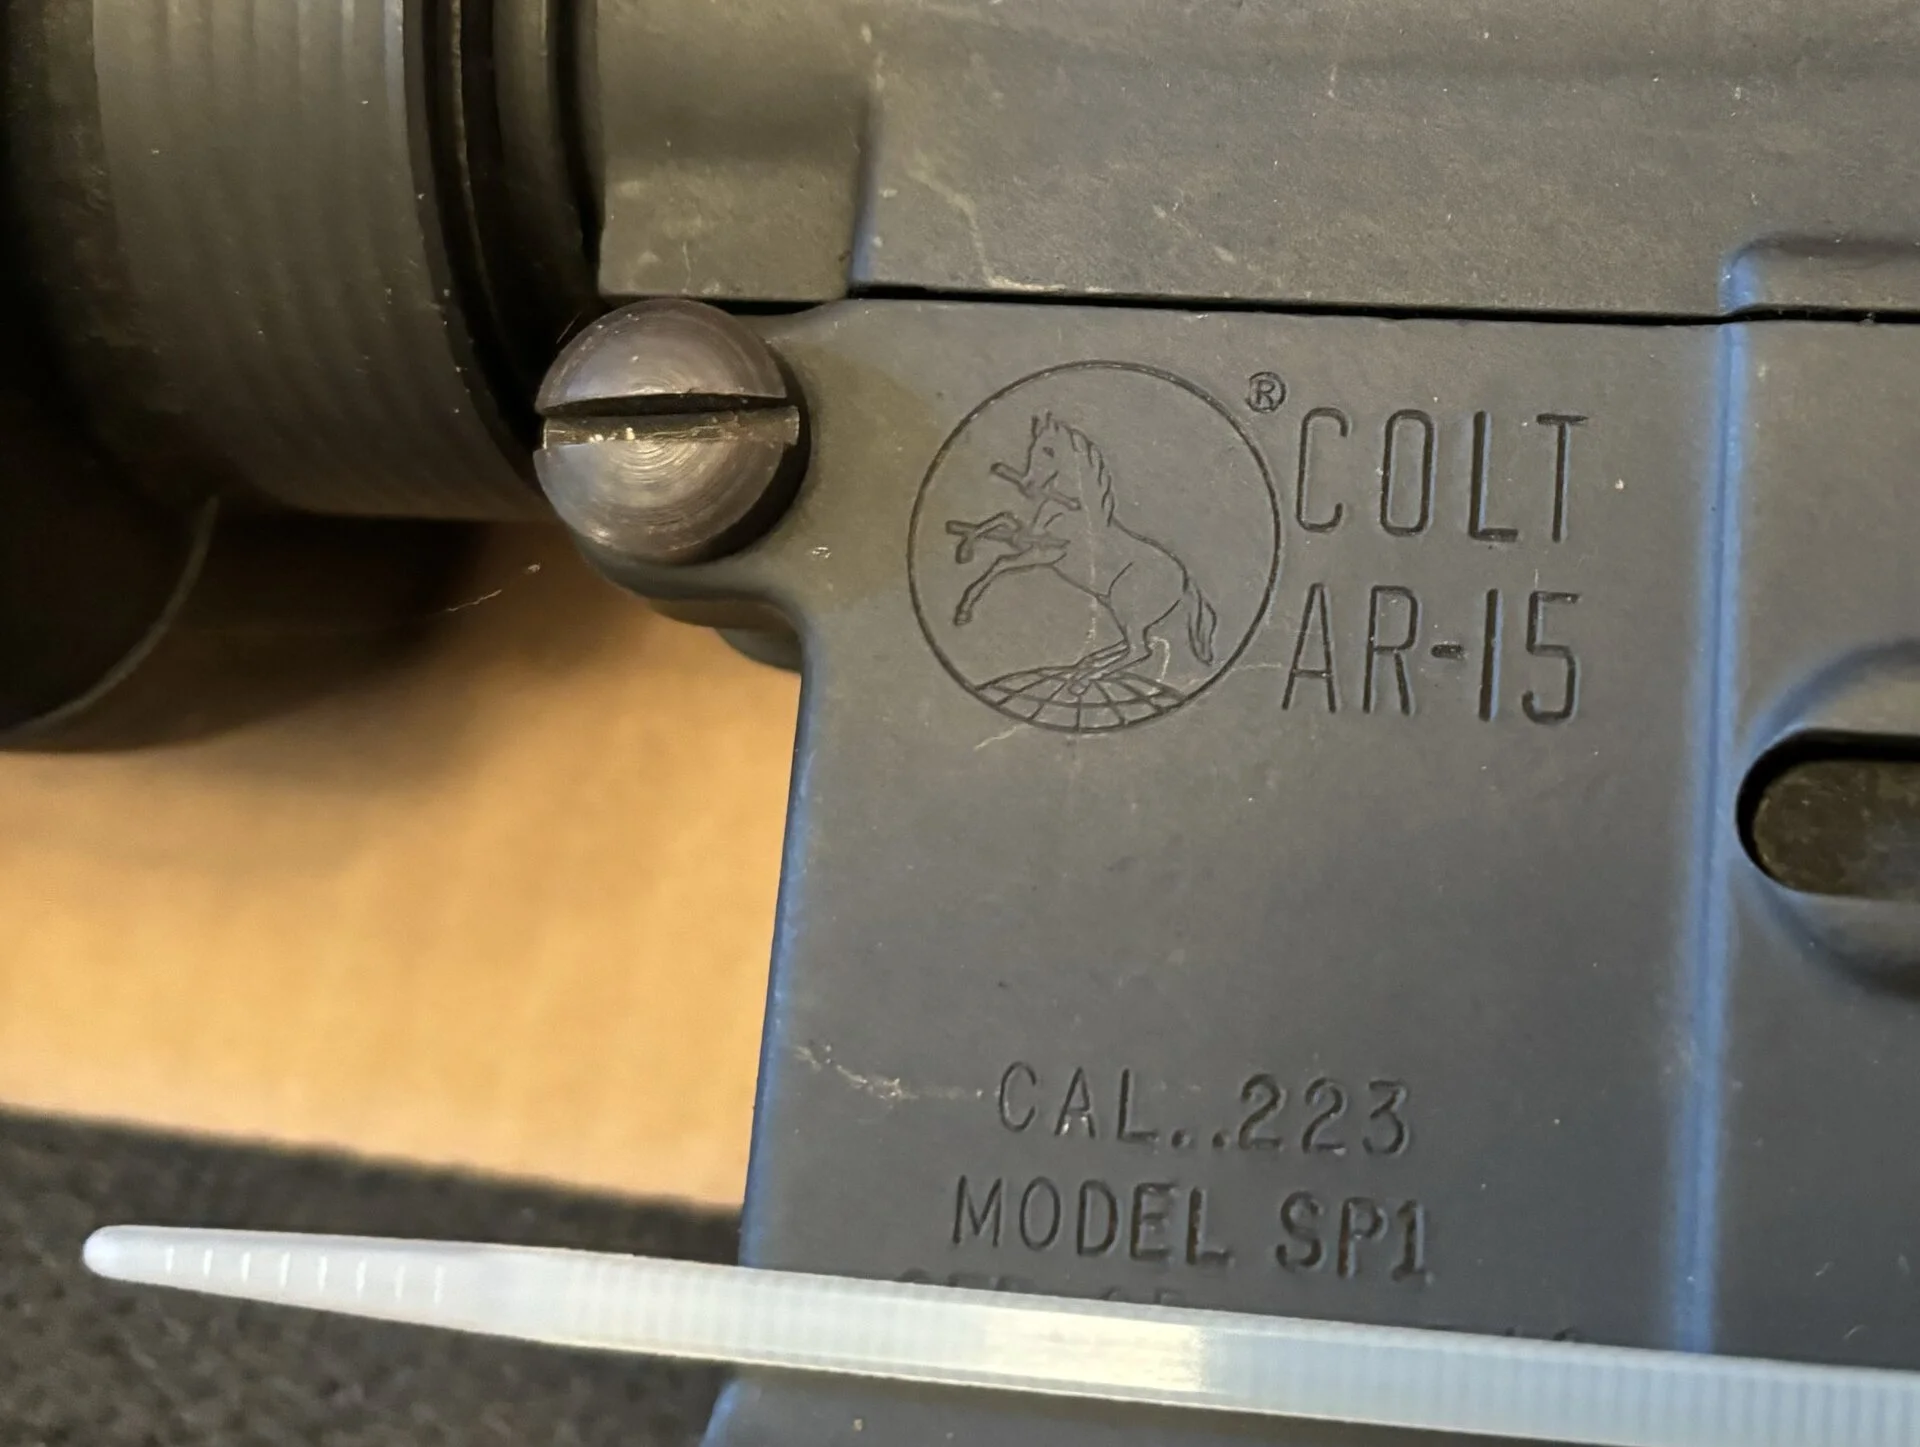 ®
COLT
AR-15
CAL..223
MODEL SP1